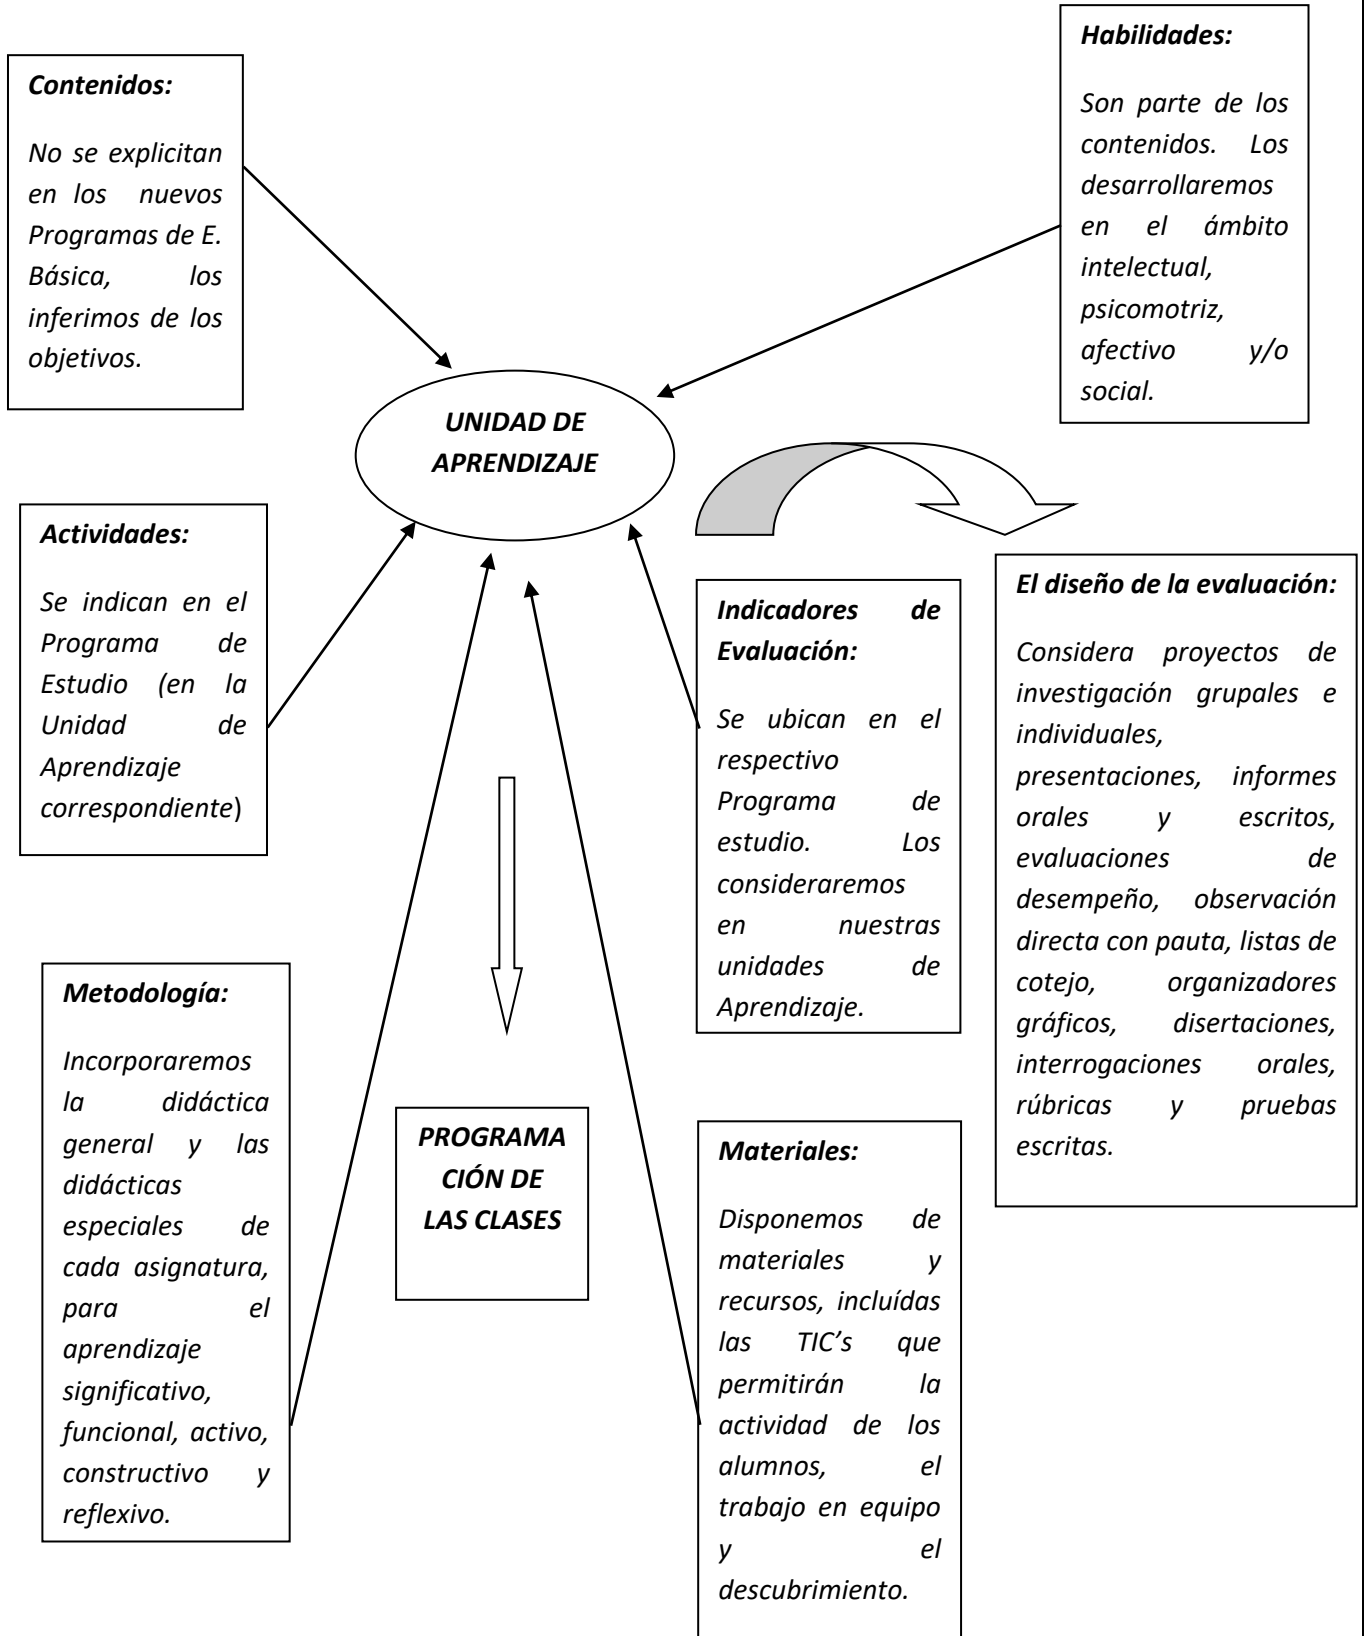 Contenidos:
No se explicitan
en los nuevos
Programas de E.
Básica, los
inferimos de los
objetivos.
Habilidades:
Son parte de los
contenidos. Los
desarrollaremos
en el ámbito
intelectual,
psicomotriz,
afectivo y/o
social.
UNIDAD DE
APRENDIZAJE
Actividades:
Se indican en el
Programa de
Estudio (en la
Unidad de
Aprendizaje
correspondiente)
Indicadores de
Evaluación:
Se ubican en el
respectivo
Programa de
estudio. Los
consideraremos
en nuestras
unidades de
Aprendizaje.
El diseño de la evaluación:
Considera proyectos de
investigación grupales e
individuales,
presentaciones, informes
orales y escritos,
evaluaciones de
desempeño, observación
directa con pauta, listas de
cotejo, organizadores
gráficos, disertaciones,
interrogaciones orales,
rúbricas y pruebas
escritas.
Metodología:
Incorporaremos
la didáctica
general y las
didácticas
especiales de
cada asignatura,
para el
aprendizaje
significativo,
funcional, activo,
constructivo y
reflexivo.
PROGRAMA
CIÓN DE
LAS CLASES
Materiales:
Disponemos de
materiales y
recursos, incluídas
las TIC’s que
permitirán la
actividad de los
alumnos, el
trabajo en equipo
y el
descubrimiento.